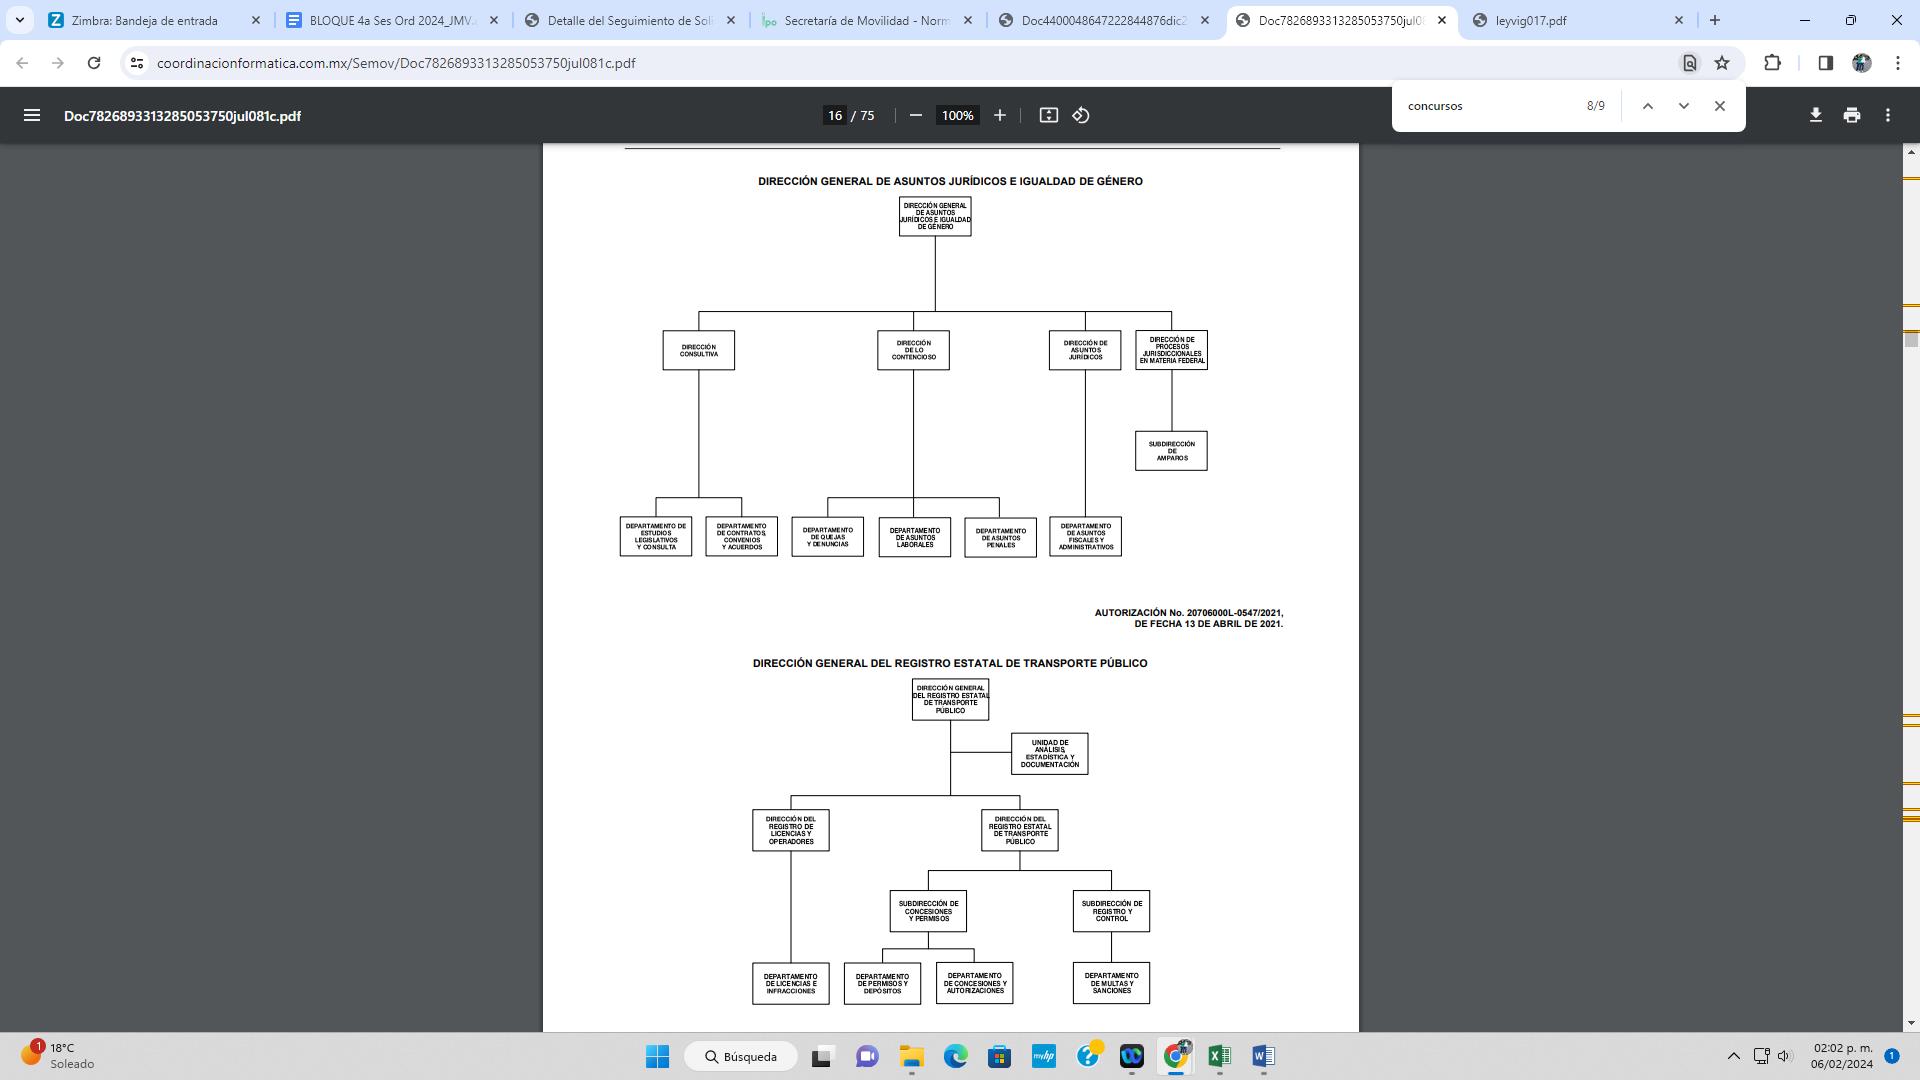 Zimbra: Bandeja de entrada
BLOQUE 4a Ses Ord 2024_JMV.
Detalle del Seguimiento de Soli
Secretaría de Movilidad - Norm
Doc4400048647222844876dic2
Doc7826893313285053750jul08
leyvig017.pdf
coordinacionformatica.com.mx/Semov/Doc7826893313285053750jul081c.pdf
concursos
8/9
Doc7826893313285053750jul081c.pdf
16 / 75
100%
DIRECCIÓN GENERAL DE ASUNTOS JURÍDICOS E IGUALDAD DE GÉNERO
DIRECCIÓN GENERAL
DE ASUNTOS
JURÍDICOS E IGUALDAD
DE GÉNERO
DIRECCIÓN
CONSULTIVA
DIRECCIÓN
DE LO
CONTENCIOSO
DIRECCIÓN DE
ASUNTOS
JURÍDICOS
DIRECCIÓN DE
PROCESOS
JURISDICCIONALES
EN MATERIA FEDERAL
SUBDIRECCIÓN
DE
AMPAROS
DEPARTAMENTO DE
ESTUDIOS
LEGISLATIVOS
Y CONSULTA
DEPARTAMENTO
DE CONTRATOS,
CONVENIOS
Y ACUERDOS
DEPARTAMENTO
DE QUEJAS
Y DENUNCIAS
DEPARTAMENTO
DE ASUNTOS
LABORALES
DEPARTAMENTO
DE ASUNTOS
PENALES
DEPARTAMENTO
DE ASUNTOS
FISCALES Y
ADMINISTRATIVOS
AUTORIZACIÓN No. 20706000L-0547/2021,
DE FECHA 13 DE ABRIL DE 2021.
DIRECCIÓN GENERAL DEL REGISTRO ESTATAL DE TRANSPORTE PÚBLICO
DIRECCIÓN GENERAL
DEL REGISTRO ESTATAL
DE TRANSPORTE
PÚBLICO
UNIDAD DE
ANÁLISIS,
ESTADÍSTICA Y
DOCUMENTACIÓN
DIRECCIÓN DEL
REGISTRO DE
LICENCIAS Y
OPERADORES
DIRECCIÓN DEL
REGISTRO ESTATAL
DE TRANSPORTE
PÚBLICO
SUBDIRECCIÓN DE
CONCESIONES
Y PERMISOS
SUBDIRECCIÓN DE
REGISTRO Y
CONTROL
DEPARTAMENTO
DE LICENCIAS E
INFRACCIONES
DEPARTAMENTO
DE PERMISOS Y
DEPÓSITOS
DEPARTAMENTO
DE CONCESIONES Y
AUTORIZACIONES
DEPARTAMENTO
DE MULTAS Y
SANCIONES
1
18°C
Soleado
Búsqueda
myhp
02:02 p. m.
06/02/2024
1